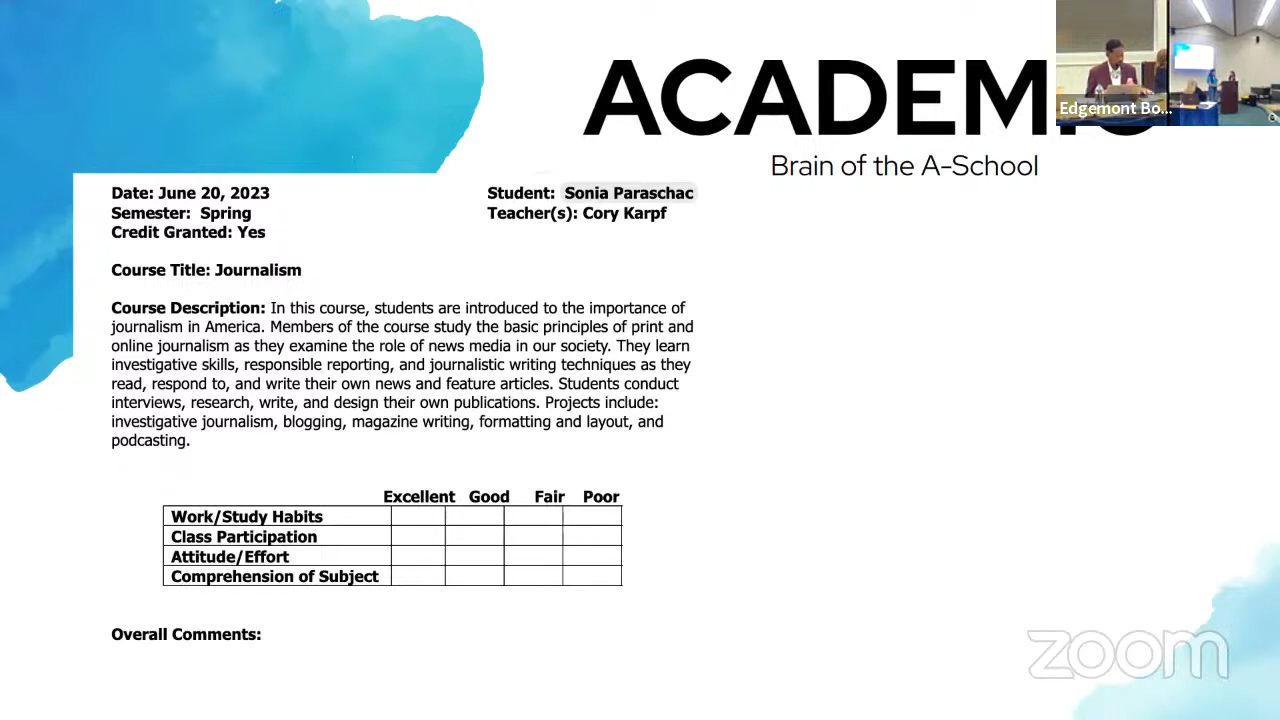 ACADEM
Edgemont Bo...
Brain of the A-School
Date: June 20, 2023
Student: Sonia Paraschac
Semester: Spring
Teacher(s): Cory Karpf
Credit Granted: Yes
Course Title: Journalism
Course Description: In this course, students are introduced to the importance of
journalism in America. Members of the course study the basic principles of print and
online journalism as they examine the role of news media in our society. They learn
investigative skills, responsible reporting, and journalistic writing techniques as they
read, respond to, and write their own news and feature articles. Students conduct
interviews, research, write, and design their own publications. Projects include:
investigative journalism, blogging, magazine writing, formatting and layout, and
podcasting.
Excellent Good Fair Poor
Work/Study Habits
Class Participation
Attitude/Effort
Comprehension of Subject
Overall Comments:
zoom